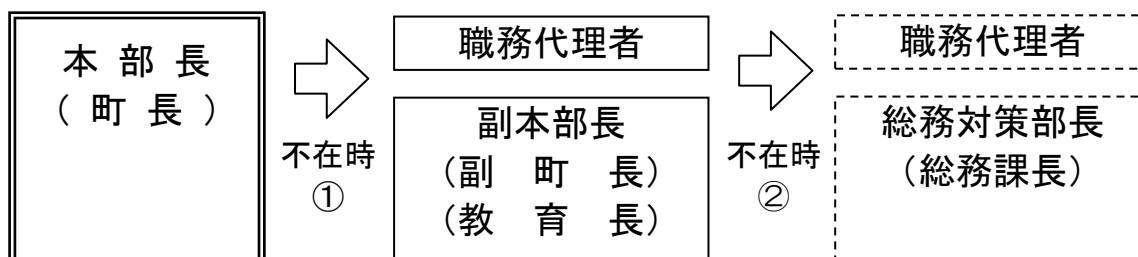 本部長
(町長)
不在時
①
職務代理者
副本部長
(副町長)
(教育長)
不在時
②
職務代理者
総務対策部長
(総務課長)